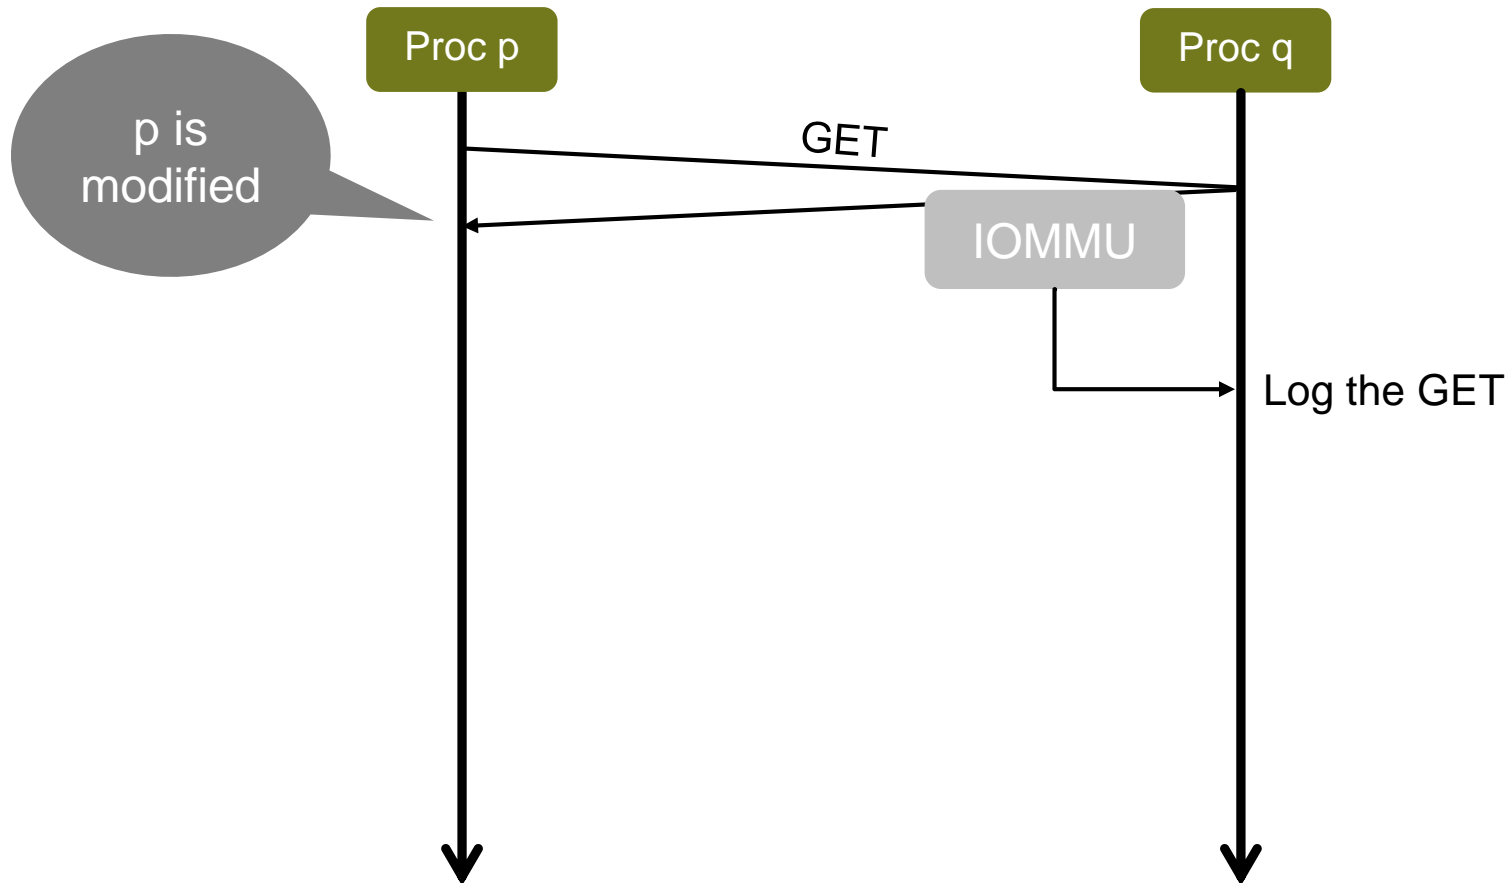 Proc p
Proc q
p is
modified
GET
IOMMU
Log the GET